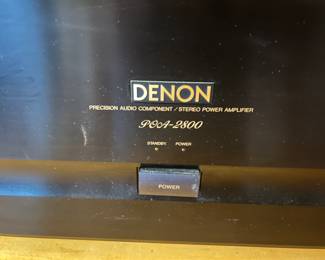 DENON
PRECISION AUDIO COMPONENT / STEREO POWER AMPLIFIER
POA-2800
STANDBY POWER
POWER